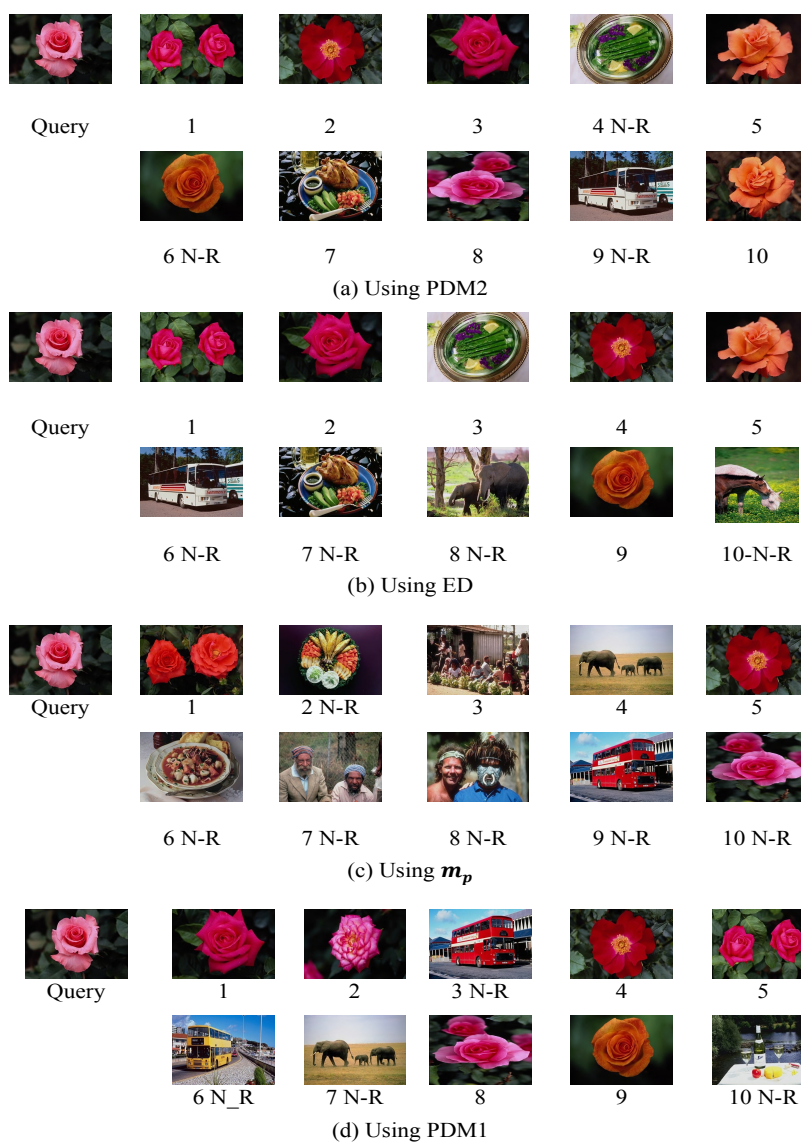 Query 1 2 3 4 N-R 5
6 N-R 7 8 9 N-R 10
(a) Using PDM2
Query 1 2 3 4 5
6 N-R 7 N-R 8 N-R 9 10-N-R
(b) Using ED
Query 1 2 N-R 3 4 5
6 N-R 7 N-R 8 N-R 9 N-R 10 N-R
(c) Using m_p
Query 1 2 3 N-R 4 5
6 N_R 7 N-R 8 9 10 N-R
(d) Using PDM1